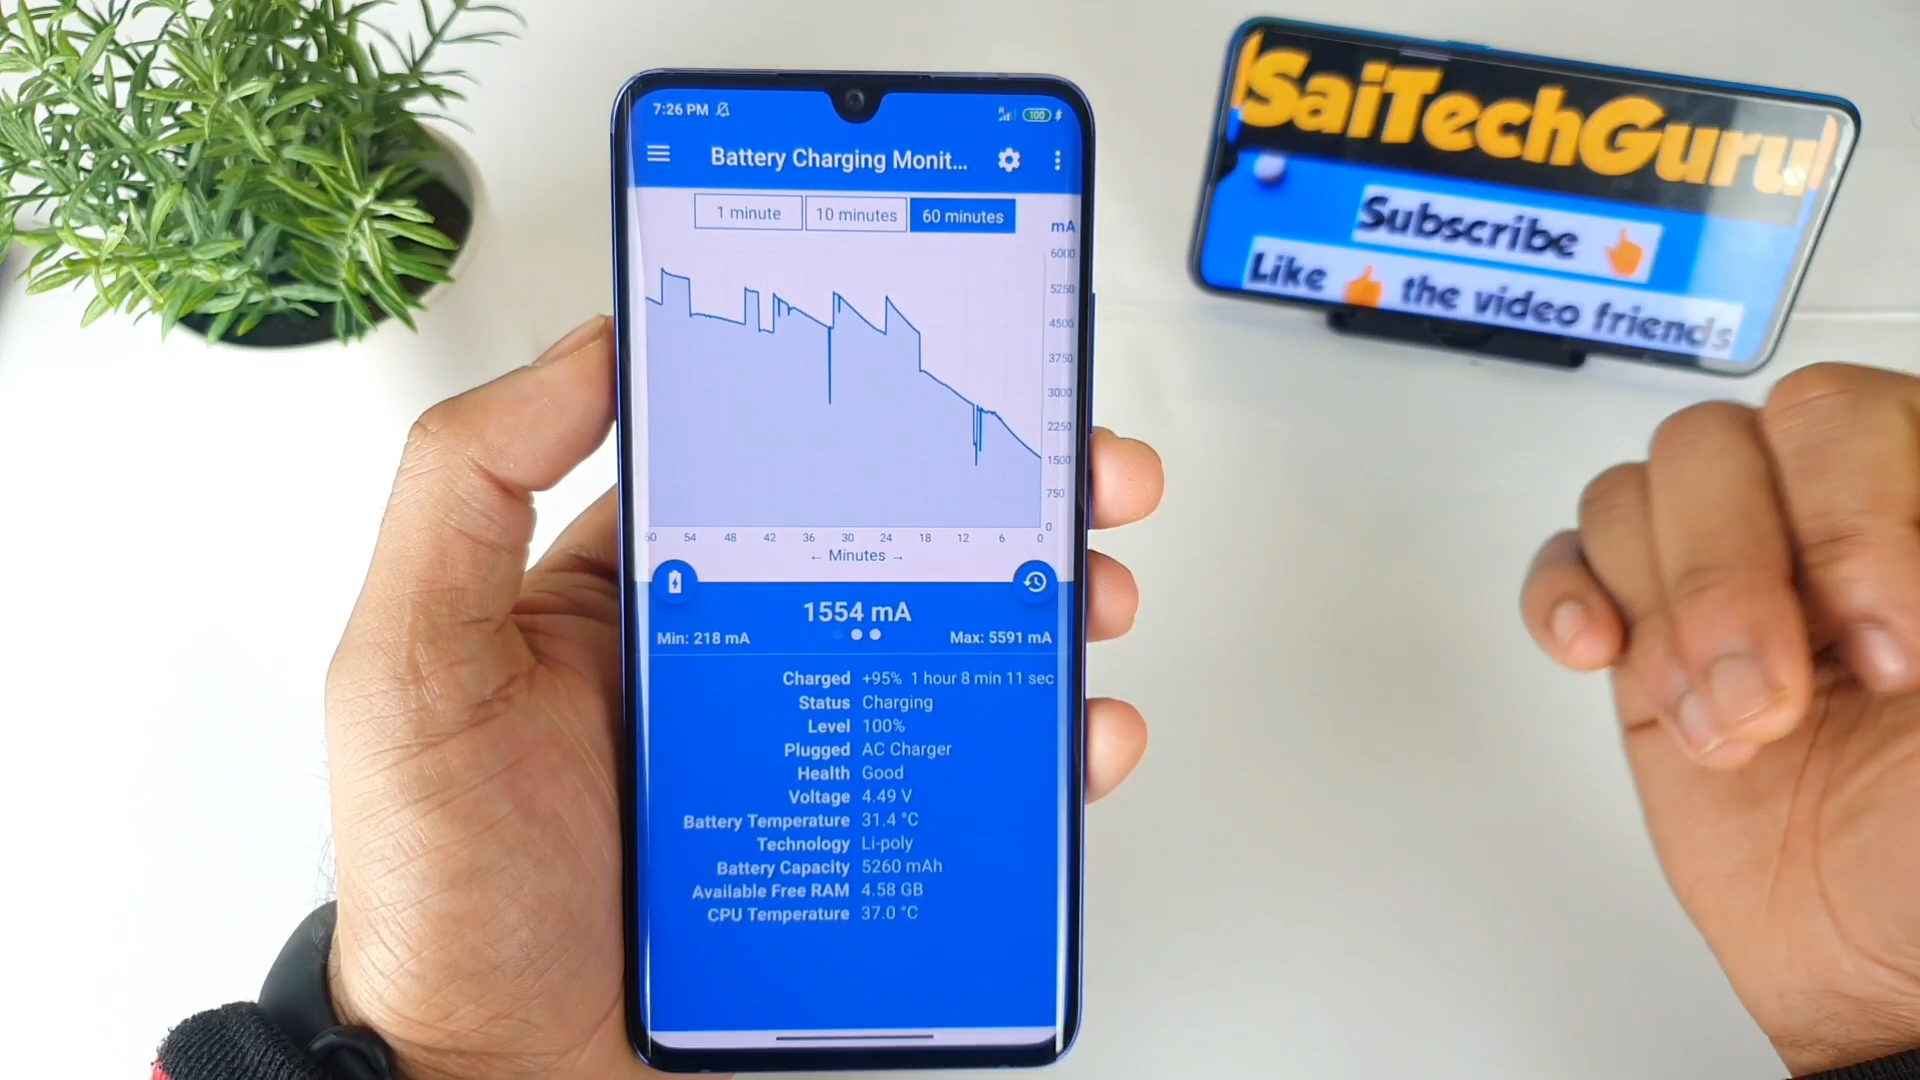 7:26 PM
100
Battery Charging Monit...
1 minute
10 minutes
60 minutes
mA
6000
5250
4500
3750
3000
2250
1500
750
0
60 54 48 42 36 30 24 18 12 6 0
← Minutes →
1554 mA
Min: 218 mA
Max: 5591 mA
Charged +95% 1 hour 8 min 11 sec
Status Charging
Level 100%
Plugged AC Charger
Health Good
Voltage 4.49 V
Battery Temperature 31.4 °C
Technology Li-poly
Battery Capacity 5260 mAh
Available Free RAM 4.58 GB
CPU Temperature 37.0 °C
SaiTechGuru
Subscribe
Like the video friends